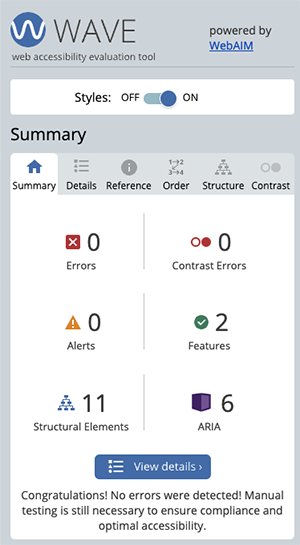 WAVE
powered by
WebAIM
web accessibility evaluation tool
Styles: OFF ON
Summary
Summary Details Reference Order Structure Contrast
0 0
Errors Contrast Errors
0 2
Alerts Features
11 6
Structural Elements ARIA
View details ›
Congratulations! No errors were detected! Manual
testing is still necessary to ensure compliance and
optimal accessibility.